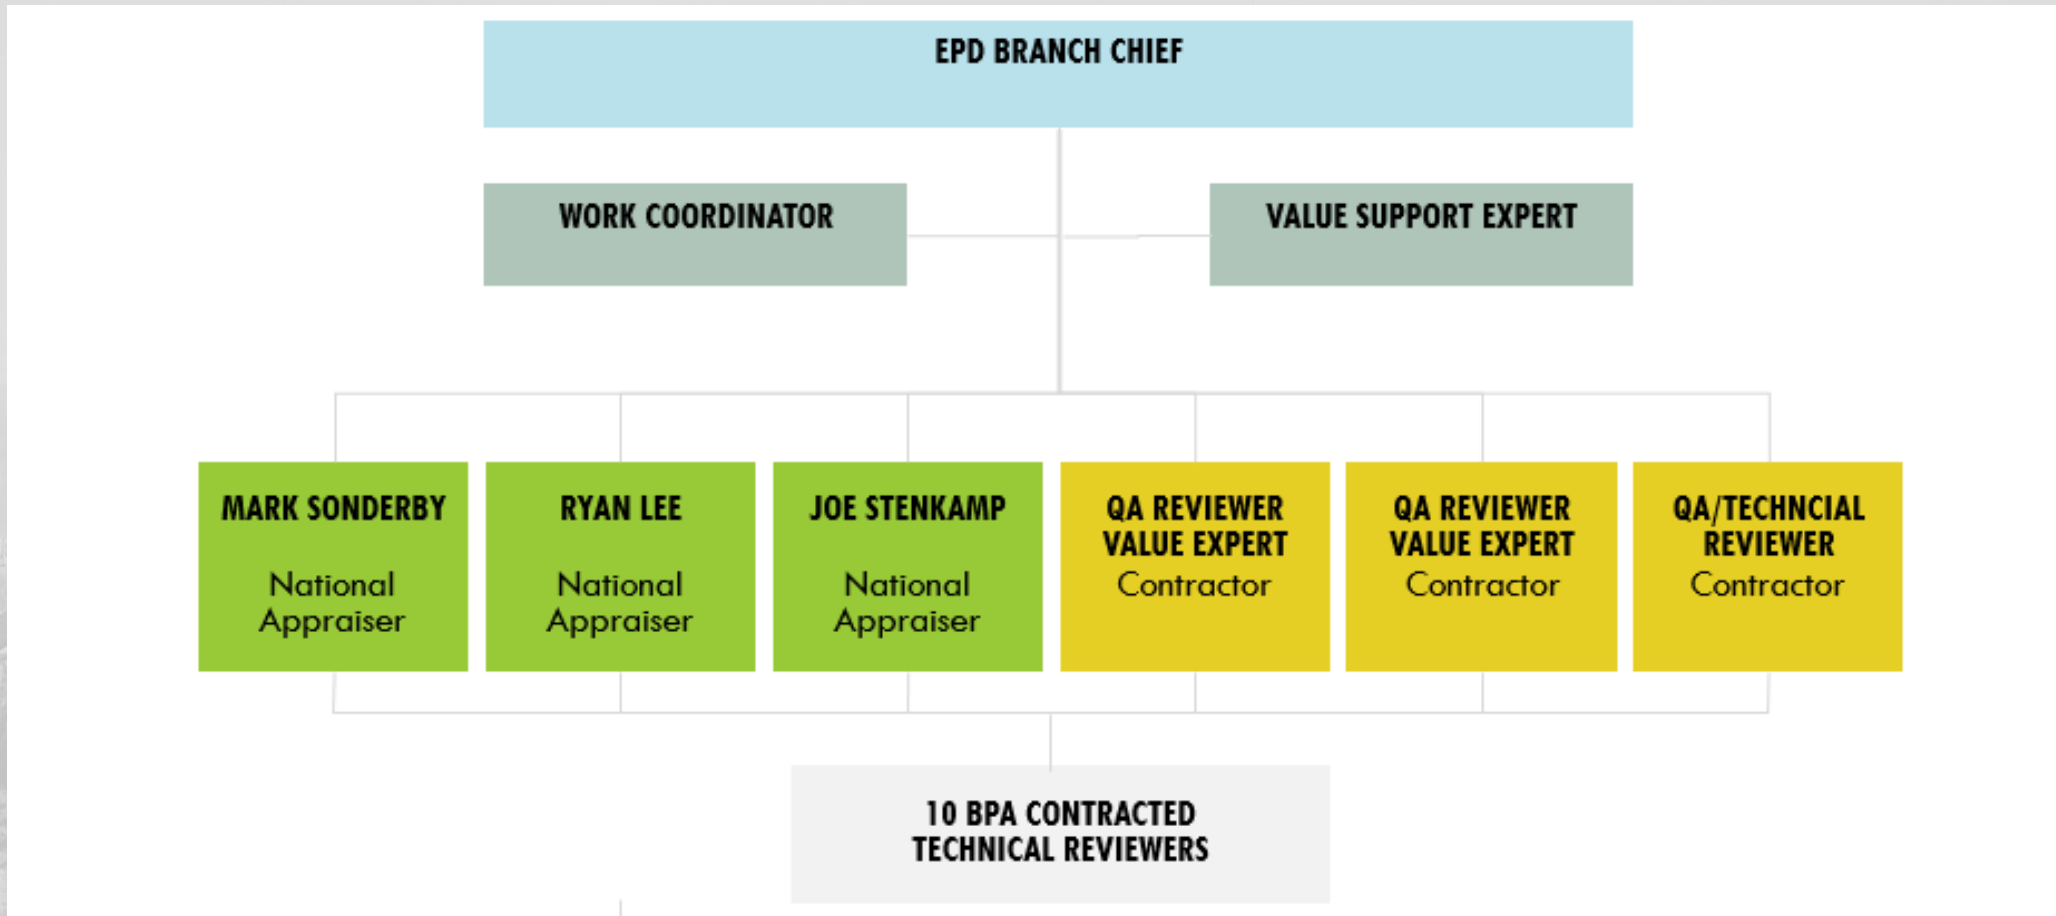 EPD BRANCH CHIEF
WORK COORDINATOR
VALUE SUPPORT EXPERT
MARK SONDERBY
National
Appraiser
RYAN LEE
National
Appraiser
JOE STENKAMP
National
Appraiser
QA REVIEWER
VALUE EXPERT
Contractor
QA REVIEWER
VALUE EXPERT
Contractor
QA/TECHNCIAL
REVIEWER
Contractor
10 BPA CONTRACTED
TECHNICAL REVIEWERS